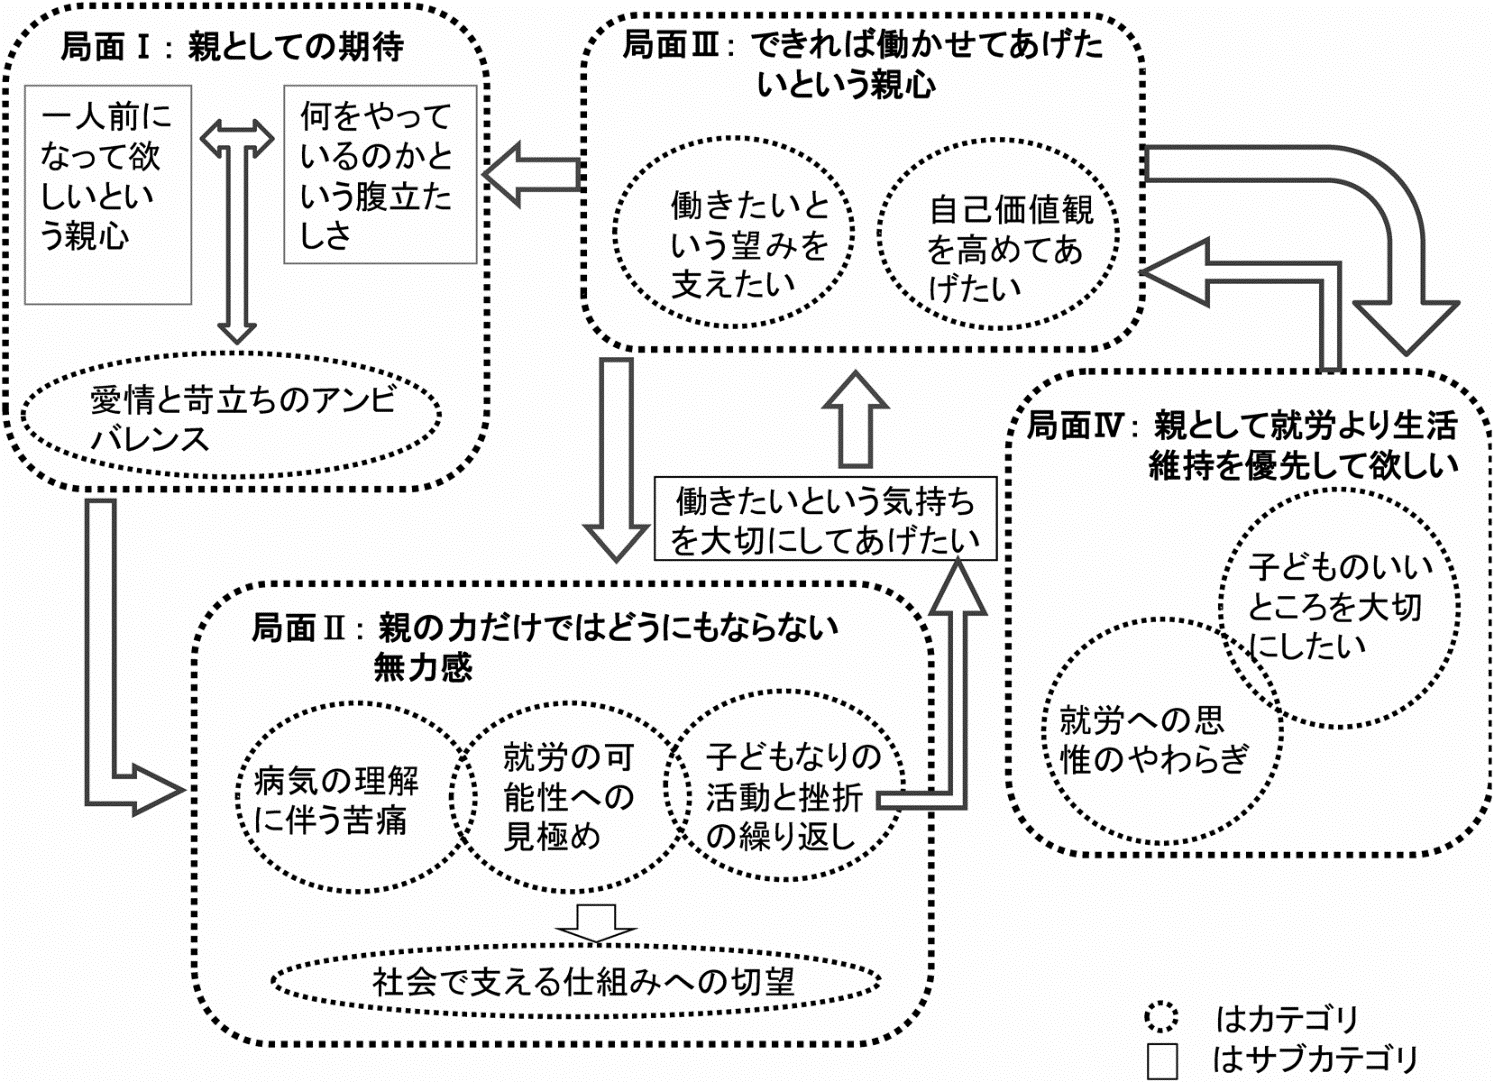 局面Ⅰ：親としての期待
一人前に
なって欲
しいとい
う親心
何をやって
いるのかと
いう腹立た
しさ
愛情と苛立ちのアンビ
バレンス
局面Ⅲ：できれば働かせてあげた
いという親心
働きたいと
いう望みを
支えたい
自己価値観
を高めてあ
げたい
働きたいという気持ち
を大切にしてあげたい
局面Ⅱ：親の力だけではどうにもならない
無力感
病気の理解
に伴う苦痛
就労の可
能性への
見極め
子どもなりの
活動と挫折
の繰り返し
社会で支える仕組みへの切望
局面Ⅳ：親として就労より生活
維持を優先して欲しい
子どものいい
ところを大切
にしたい
就労への思
惟のやわらぎ
はカテゴリ
はサブカテゴリ